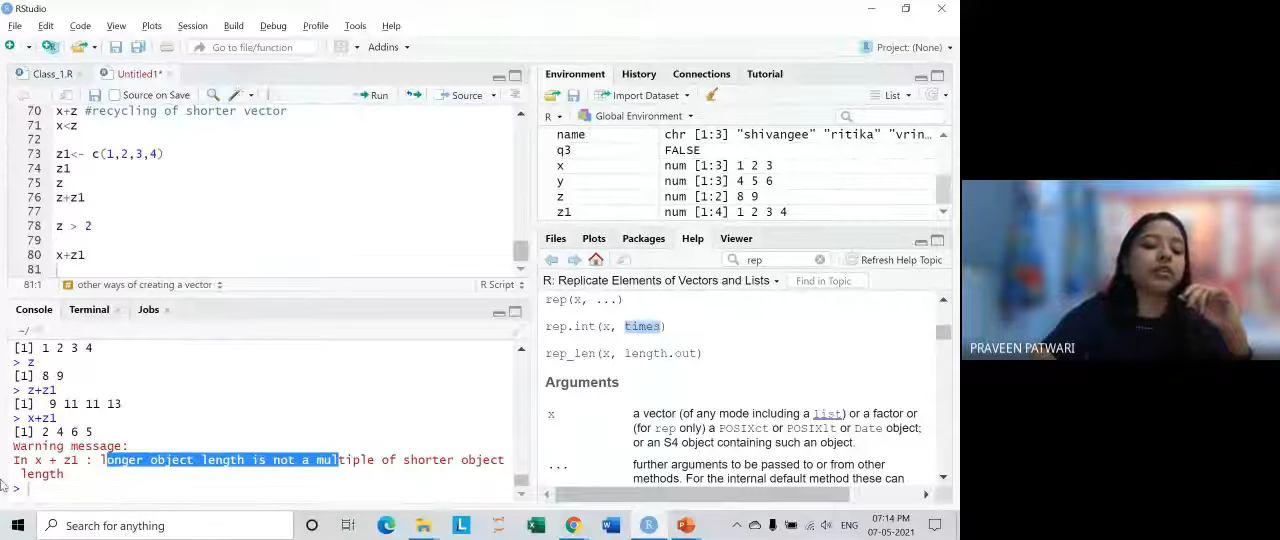 RStudio
File Edit Code View Plots Session Build Debug Profile Tools Help
Go to file/function Addins Project: (None)
Class_1.R Untitled1*
Source on Save Run Source
70 x+z #recycling of shorter vector
71 x<z
72
73 z1<- c(1,2,3,4)
74 z1
75 z
76 z+z1
77
78 z > 2
79
80 x+z1
81
81:1 # other ways of creating a vector R Script
Console Terminal Jobs
~/
[1] 1 2 3 4
> z
[1] 8 9
> z+z1
[1] 9 11 11 13
> x+z1
[1] 2 4 6 5
Warning message:
In x + z1 : longer object length is not a multiple of shorter object
length
>
Environment History Connections Tutorial
Import Dataset List
R Global Environment
name chr [1:3] "shivangee" "ritika" "vrin…
q3 FALSE
x num [1:3] 1 2 3
y num [1:3] 4 5 6
z num [1:2] 8 9
z1 num [1:4] 1 2 3 4
Files Plots Packages Help Viewer
rep Refresh Help Topic
R: Replicate Elements of Vectors and Lists Find in Topic
rep(x, ...)
rep.int(x, times)
rep_len(x, length.out)
Arguments
x a vector (of any mode including a list) or a factor or
(for rep only) a POSIXct or POSIXlt or Date object;
or an S4 object containing such an object.
... further arguments to be passed to or from other
methods. For the internal default method these can
PRAVEEN PATWARI
Search for anything
ENG
07:14 PM
07-05-2021